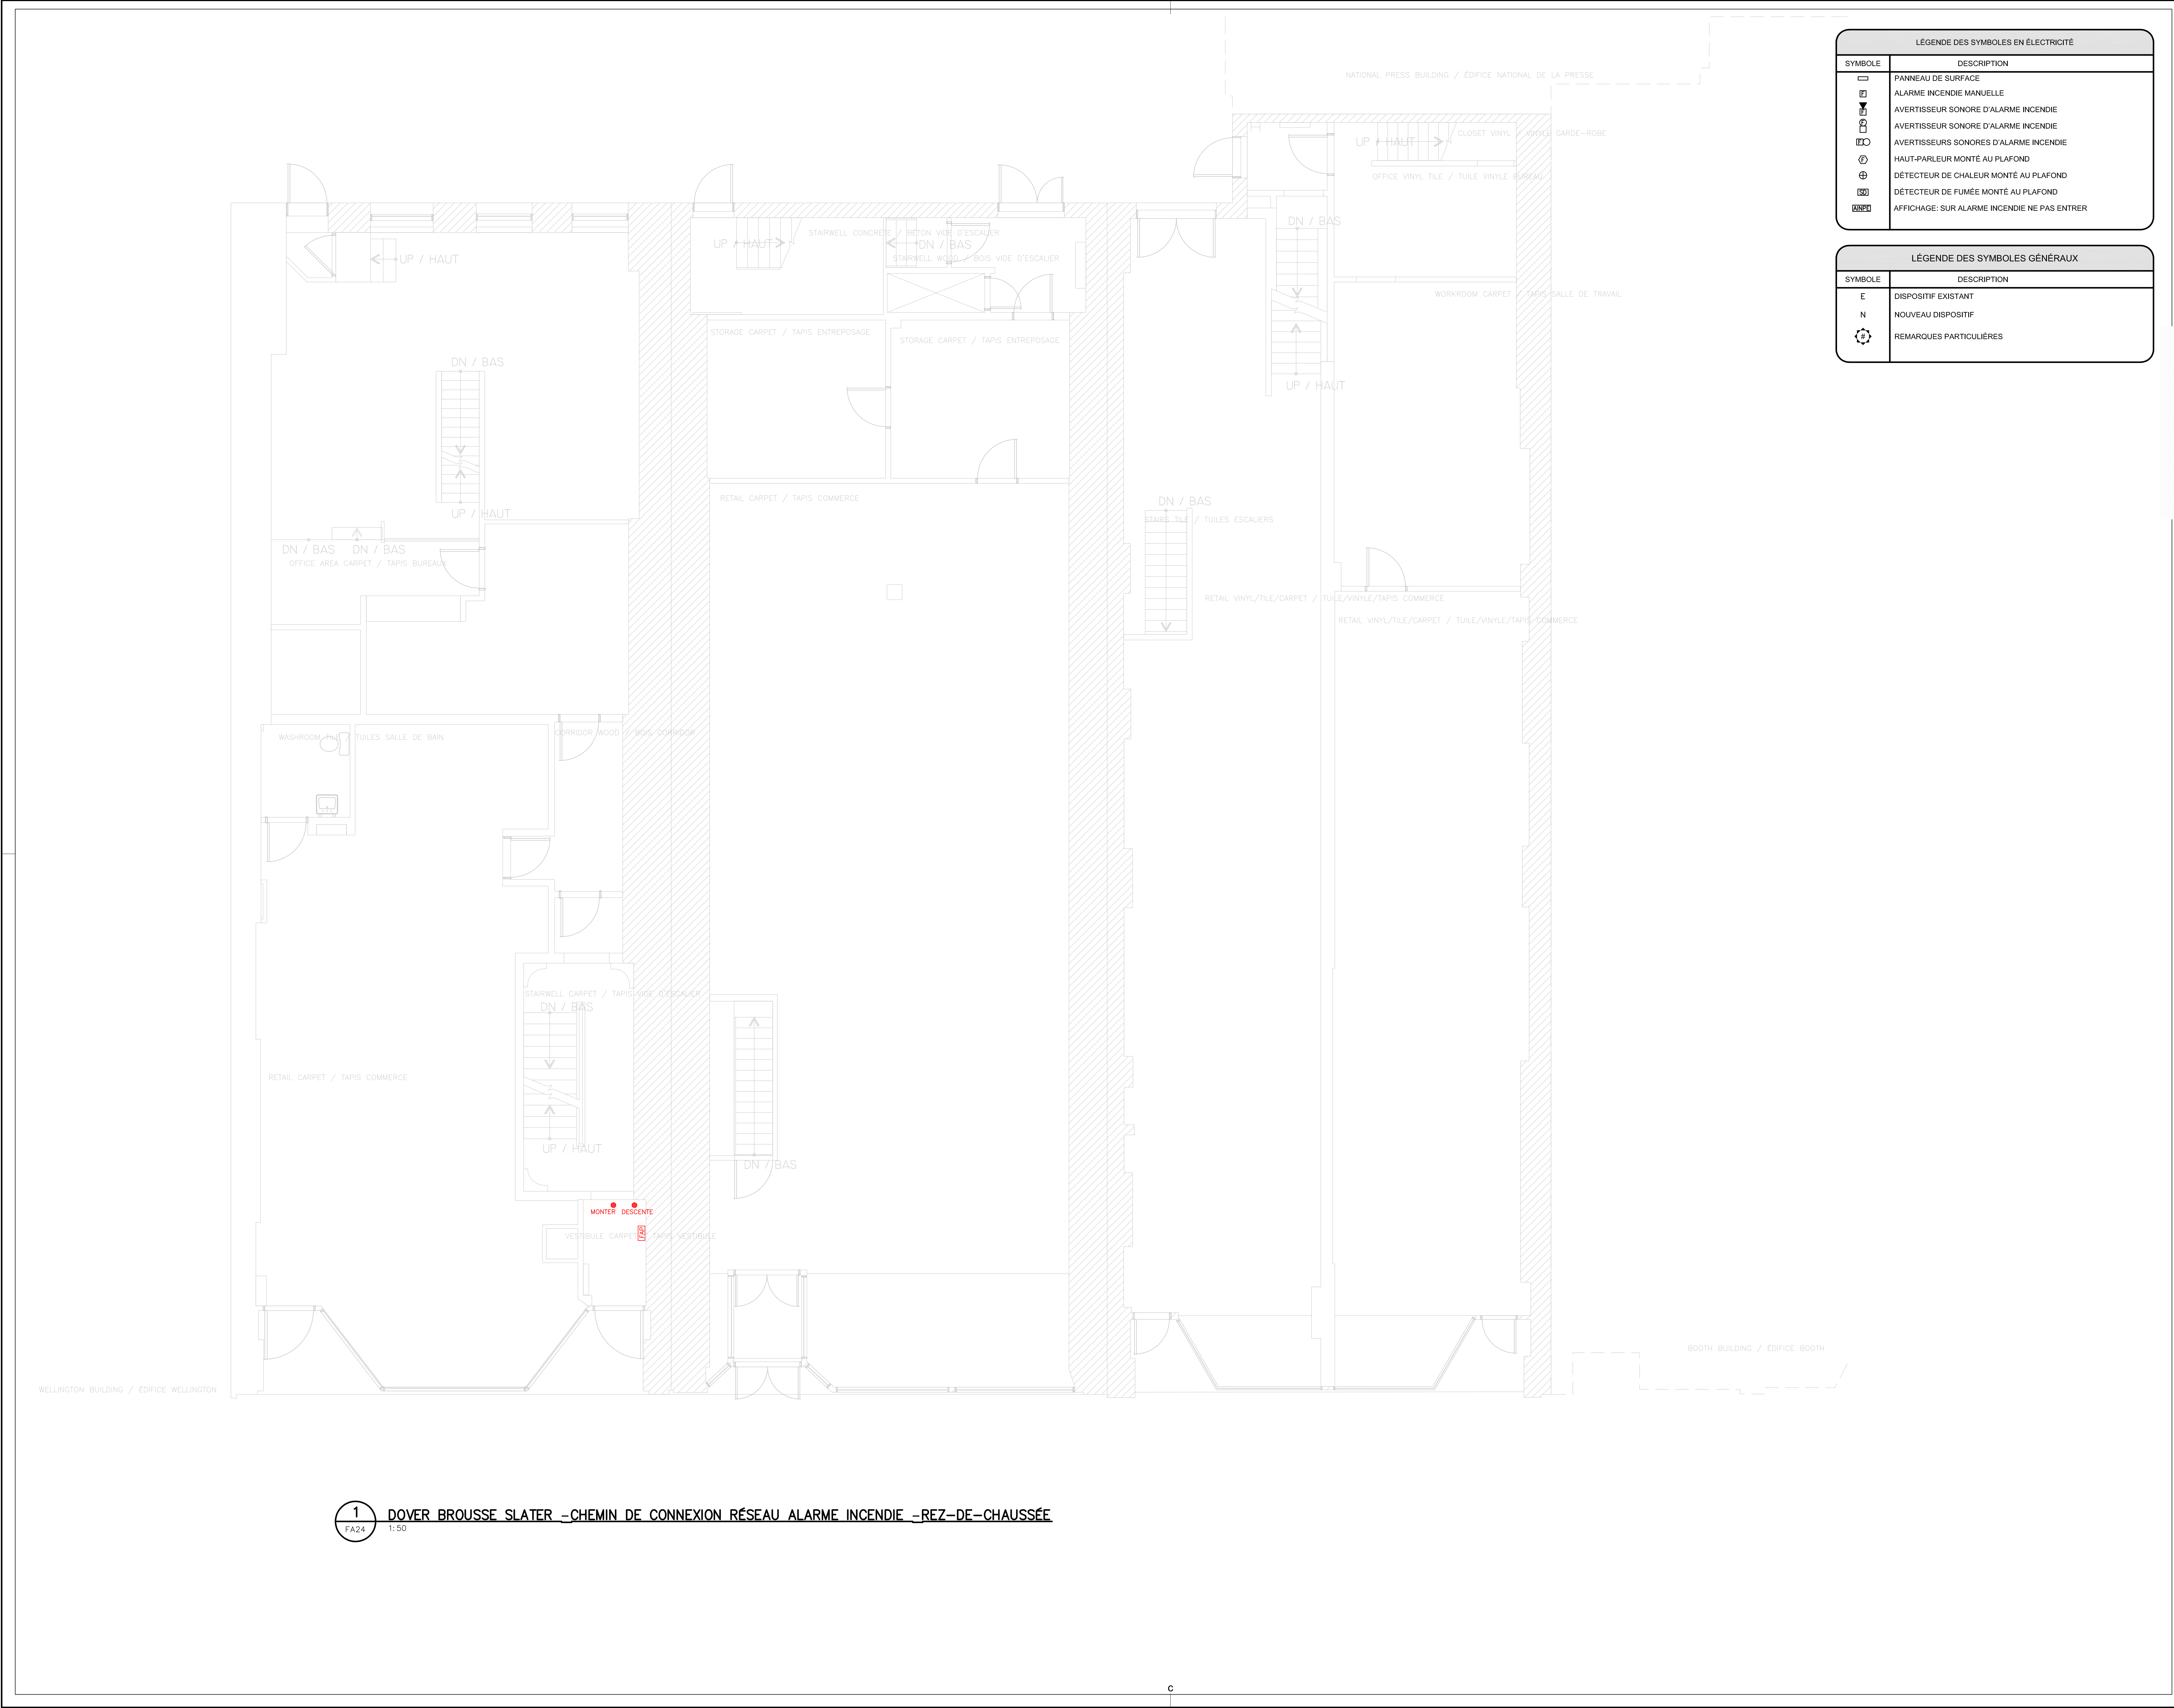 NATIONAL PRESS BUILDING / ÉDIFICE NATIONAL DE LA PRESSE
UP / HAUT
CLOSET VINYL / VINYLE GARDE-ROBE
OFFICE VINYL TILE / TUILE VINYLE BUREAU
DN / BAS
STAIRWELL CONCRETE / BÉTON VIDE D'ESCALIER
UP / HAUT
DN / BAS
STAIRWELL WOOD / BOIS VIDE D'ESCALIER
UP / HAUT
WORKROOM CARPET / TAPIS SALLE DE TRAVAIL
STORAGE CARPET / TAPIS ENTREPOSAGE
STORAGE CARPET / TAPIS ENTREPOSAGE
DN / BAS
UP / HAUT
RETAIL CARPET / TAPIS COMMERCE
DN / BAS
UP / HAUT
STAIRS TILE / TUILES ESCALIERS
DN / BAS
DN / BAS
OFFICE AREA CARPET / TAPIS BUREAUX
RETAIL VINYL/TILE/CARPET / TUILE/VINYLE/TAPIS COMMERCE
RETAIL VINYL/TILE/CARPET / TUILE/VINYLE/TAPIS COMMERCE
WASHROOM TILE / TUILES SALLE DE BAIN
CORRIDOR WOOD / BOIS CORRIDOR
STAIRWELL CARPET / TAPIS VIDE D'ESCALIER
DN / BAS
RETAIL CARPET / TAPIS COMMERCE
UP / HAUT
DN / BAS
MONTER DESCENTE
FAP
VESTIBULE CARPET / TAPIS VESTIBULE
BOOTH BUILDING / ÉDIFICE BOOTH
WELLINGTON BUILDING / ÉDIFICE WELLINGTON
LÉGENDE DES SYMBOLES EN ÉLECTRICITÉ
SYMBOLE DESCRIPTION
PANNEAU DE SURFACE
F ALARME INCENDIE MANUELLE
F AVERTISSEUR SONORE D'ALARME INCENDIE
F AVERTISSEUR SONORE D'ALARME INCENDIE
F AVERTISSEURS SONORES D'ALARME INCENDIE
F HAUT-PARLEUR MONTÉ AU PLAFOND
DÉTECTEUR DE CHALEUR MONTÉ AU PLAFOND
SD DÉTECTEUR DE FUMÉE MONTÉ AU PLAFOND
AINPE AFFICHAGE: SUR ALARME INCENDIE NE PAS ENTRER
LÉGENDE DES SYMBOLES GÉNÉRAUX
SYMBOLE DESCRIPTION
E DISPOSITIF EXISTANT
N NOUVEAU DISPOSITIF
# REMARQUES PARTICULIÈRES
1
FA24
DOVER BROUSSE SLATER –CHEMIN DE CONNEXION RÉSEAU ALARME INCENDIE –REZ-DE-CHAUSSÉE
1:50
C